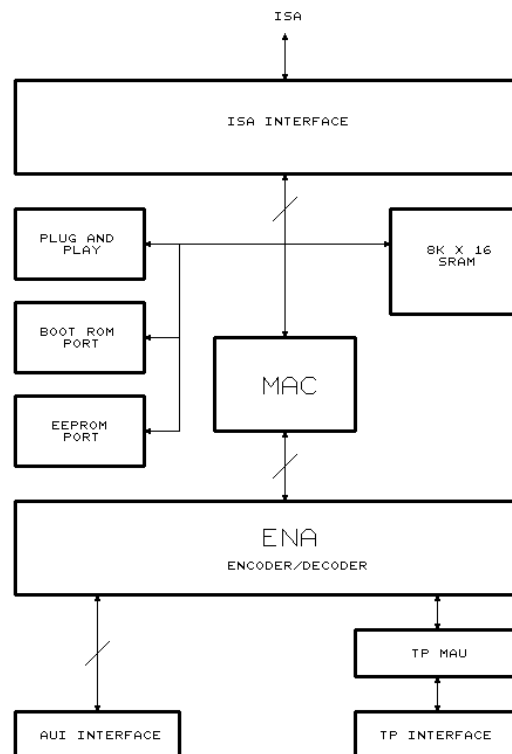 ISA
ISA INTERFACE
PLUG AND
PLAY
8K X 16
SRAM
BOOT ROM
PORT
MAC
EEPROM
PORT
ENA
ENCODER/DECODER
TP MAU
AUI INTERFACE
TP INTERFACE